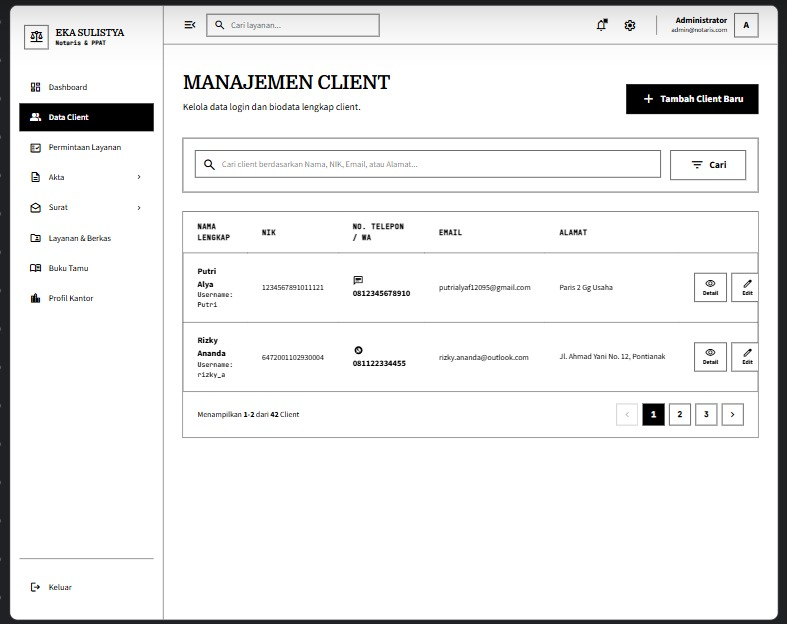 EKA SULISTYA
Notaris & PPAT
Cari layanan...
Administrator
admin@notaris.com
A
Dashboard
Data Client
Permintaan Layanan
Akta
Surat
Layanan & Berkas
Buku Tamu
Profil Kantor
Keluar
MANAJEMEN CLIENT
Kelola data login dan biodata lengkap client.
Tambah Client Baru
Cari client berdasarkan Nama, NIK, Email, atau Alamat...
Cari
NAMA LENGKAP
NIK
NO. TELEPON / WA
EMAIL
ALAMAT
Putri
Alya
Username:
Putri
1234567891011121
0812345678910
putrialyaf12095@gmail.com
Paris 2 Gg Usaha
Detail
Edit
Rizky
Ananda
Username:
rizky_a
6472001102930004
081122334455
rizky.ananda@outlook.com
Jl. Ahmad Yani No. 12, Pontianak
Detail
Edit
Menampilkan 1-2 dari 42 Client
1 2 3